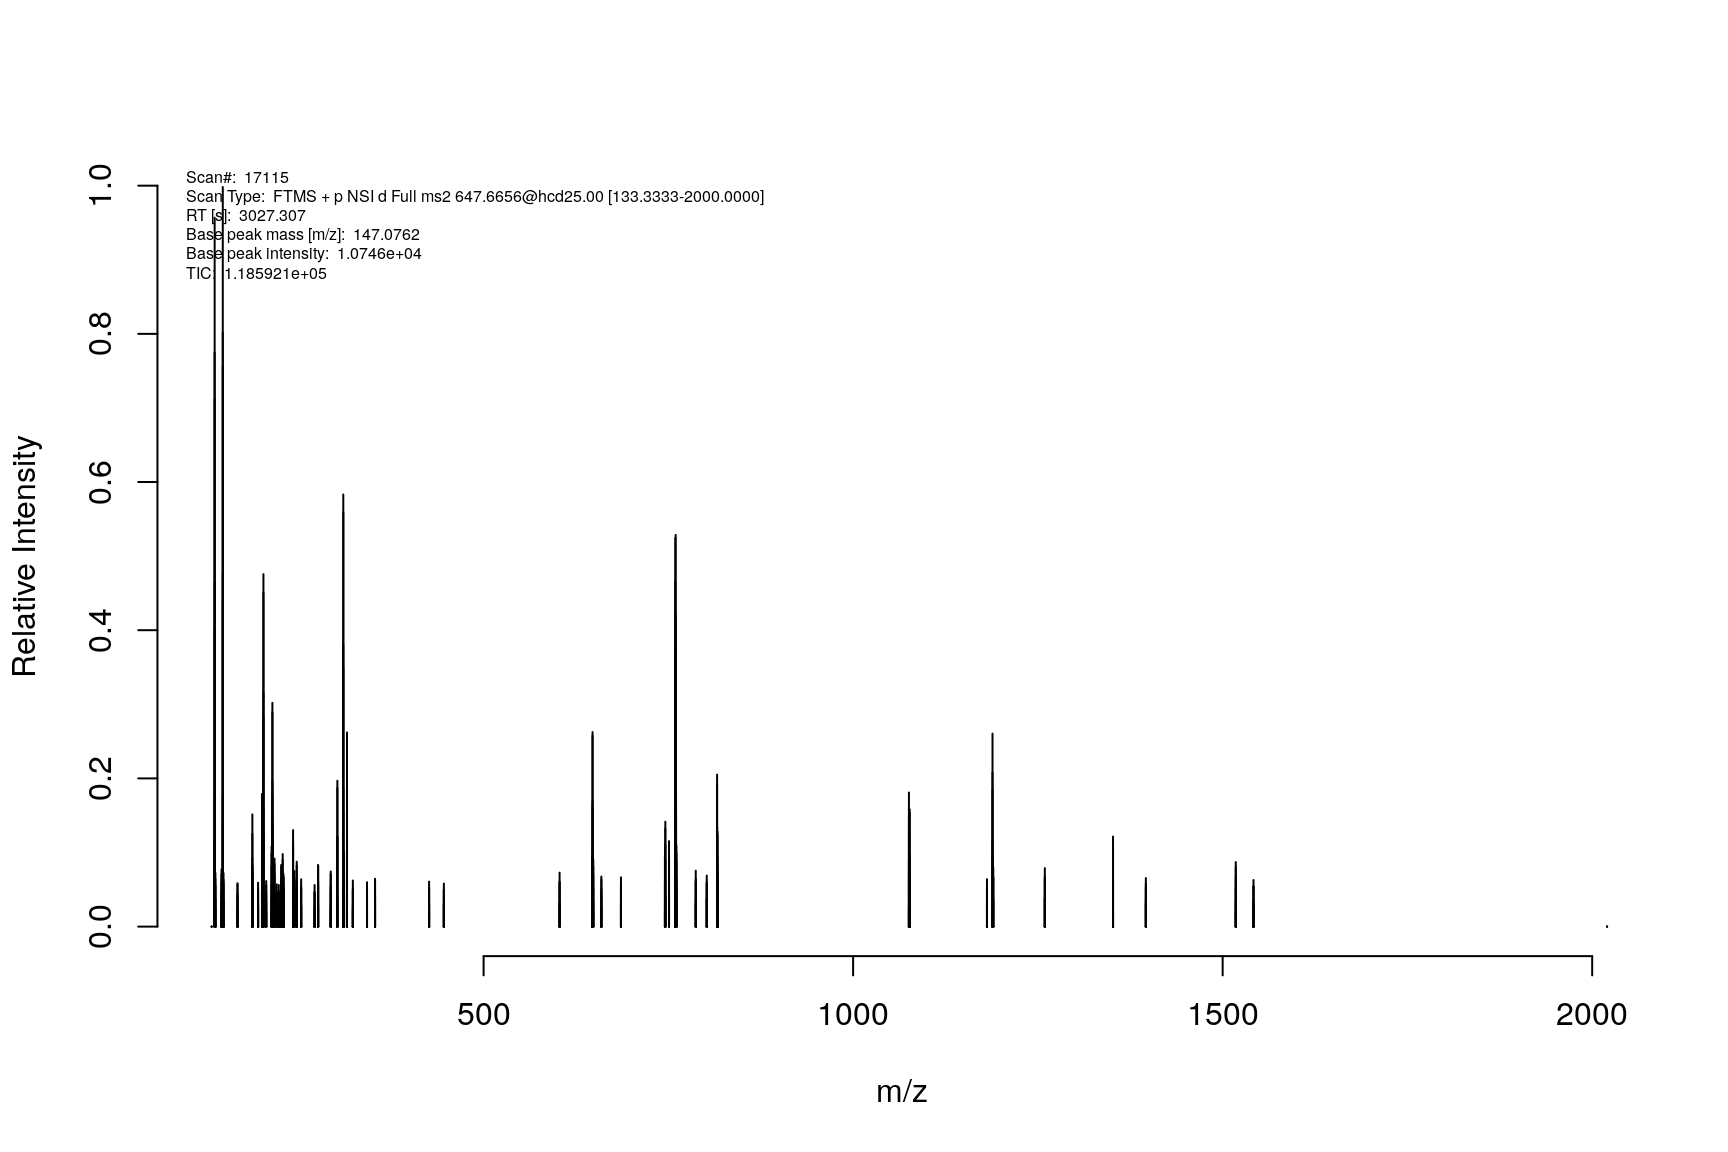 Scan#: 17115
Scan Type: FTMS + p NSI d Full ms2 647.6656@hcd25.00 [133.3333-2000.0000]
RT [s]: 3027.307
Base peak mass [m/z]: 147.0762
Base peak intensity: 1.0746e+04
TIC: 1.185921e+05
1.0
0.8
0.6
0.4
0.2
0.0
Relative Intensity
500 1000 1500 2000
m/z